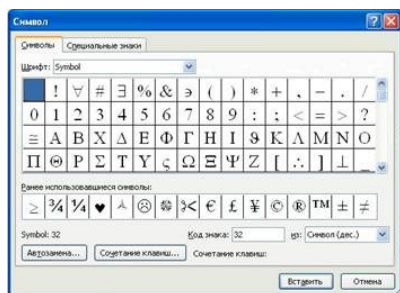 Символ
Символы Специальные знаки
Шрифт: Symbol
! ∀ # ∃ % & ∍ ( ) * + , − . /
0 1 2 3 4 5 6 7 8 9 : ; < = > ?
≅ Α Β Χ Δ Ε Φ Γ Η Ι ϑ Κ Λ Μ Ν Ο
Π Θ Ρ Σ Τ Υ ς Ω Ξ Ψ Ζ [ ∴ ] ⊥ _
Ранее использовавшиеся символы:
≥ ¾ ¼ ♥ ☹ ✂ € £ ¥ © ® ™ ± ≠
Symbol: 32 Код знака: 32 из: Символ (дес.)
Автозамена... Сочетание клавиш... Сочетание клавиш:
Вставить Отмена